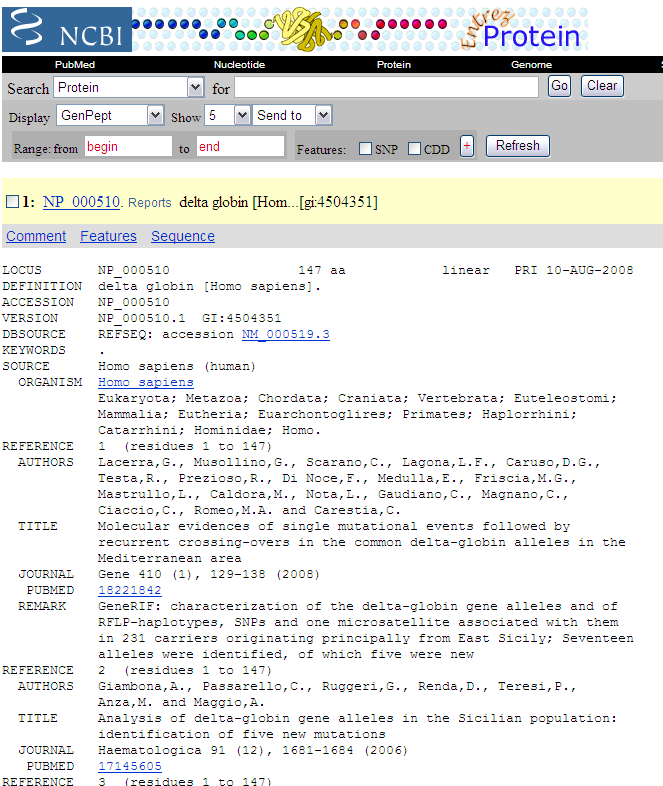 NCBI
Entrez
Protein
PubMed Nucleotide Protein Genome
Search Protein for Go Clear
Display GenPept Show 5 Send to
Range: from begin to end Features: SNP CDD + Refresh
1: NP_000510. Reports delta globin [Hom...[gi:4504351]
Comment Features Sequence
LOCUS NP_000510 147 aa linear PRI 10-AUG-2008
DEFINITION delta globin [Homo sapiens].
ACCESSION NP_000510
VERSION NP_000510.1 GI:4504351
DBSOURCE REFSEQ: accession NM_000519.3
KEYWORDS .
SOURCE Homo sapiens (human)
ORGANISM Homo sapiens
Eukaryota; Metazoa; Chordata; Craniata; Vertebrata; Euteleostomi;
Mammalia; Eutheria; Euarchontoglires; Primates; Haplorrhini;
Catarrhini; Hominidae; Homo.
REFERENCE 1 (residues 1 to 147)
AUTHORS Lacerra,G., Musollino,G., Scarano,C., Lagona,L.F., Caruso,D.G.,
Testa,R., Prezioso,R., Di Noce,F., Medulla,E., Friscia,M.G.,
Mastrullo,L., Caldora,M., Nota,L., Gaudiano,C., Magnano,C.,
Ciaccio,C., Romeo,M.A. and Carestia,C.
TITLE Molecular evidences of single mutational events followed by
recurrent crossing-overs in the common delta-globin alleles in the
Mediterranean area
JOURNAL Gene 410 (1), 129-138 (2008)
PUBMED 18221842
REMARK GeneRIF: characterization of the delta-globin gene alleles and of
RFLP-haplotypes, SNPs and one microsatellite associated with them
in 231 carriers originating principally from East Sicily; Seventeen
alleles were identified, of which five were new
REFERENCE 2 (residues 1 to 147)
AUTHORS Giambona,A., Passarello,C., Ruggeri,G., Renda,D., Teresi,P.,
Anza,M. and Maggio,A.
TITLE Analysis of delta-globin gene alleles in the Sicilian population:
identification of five new mutations
JOURNAL Haematologica 91 (12), 1681-1684 (2006)
PUBMED 17145605
REFERENCE 3 (residues 1 to 147)